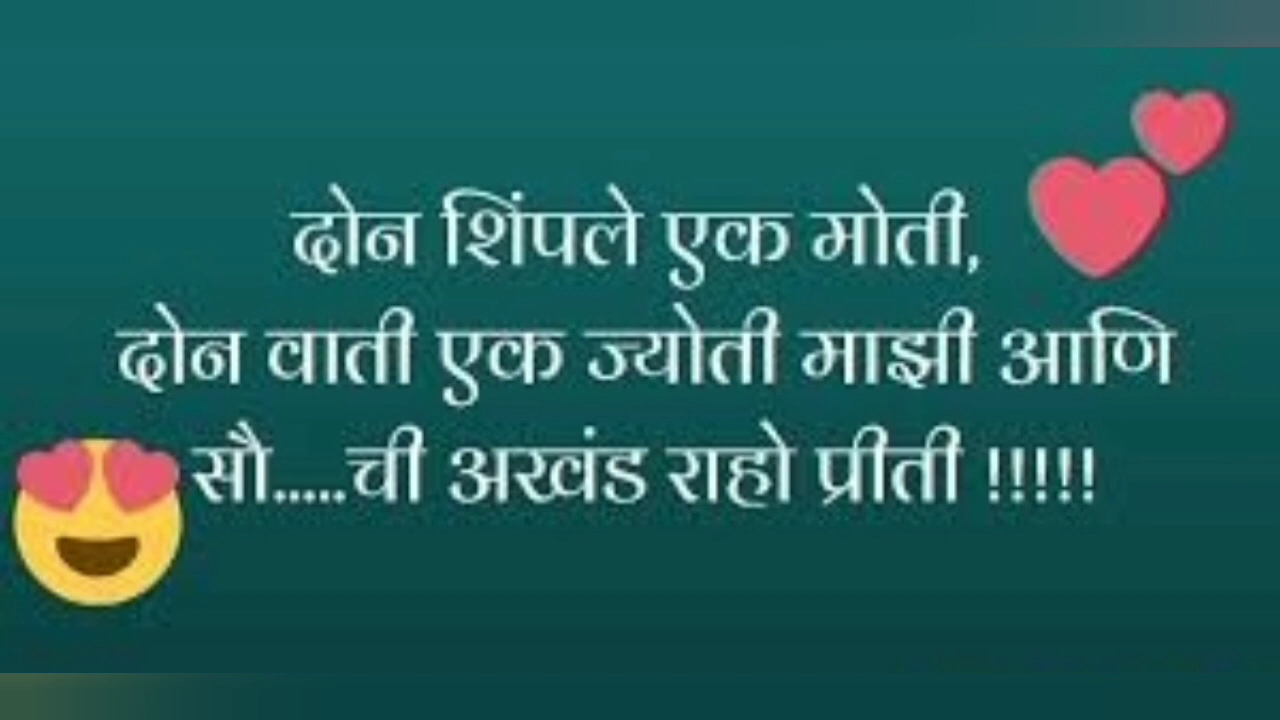 दोन शिंपले एक मोती,
दोन वाती एक ज्योती माझी आणि
सौ.....ची अखंड राहो प्रीती !!!!!